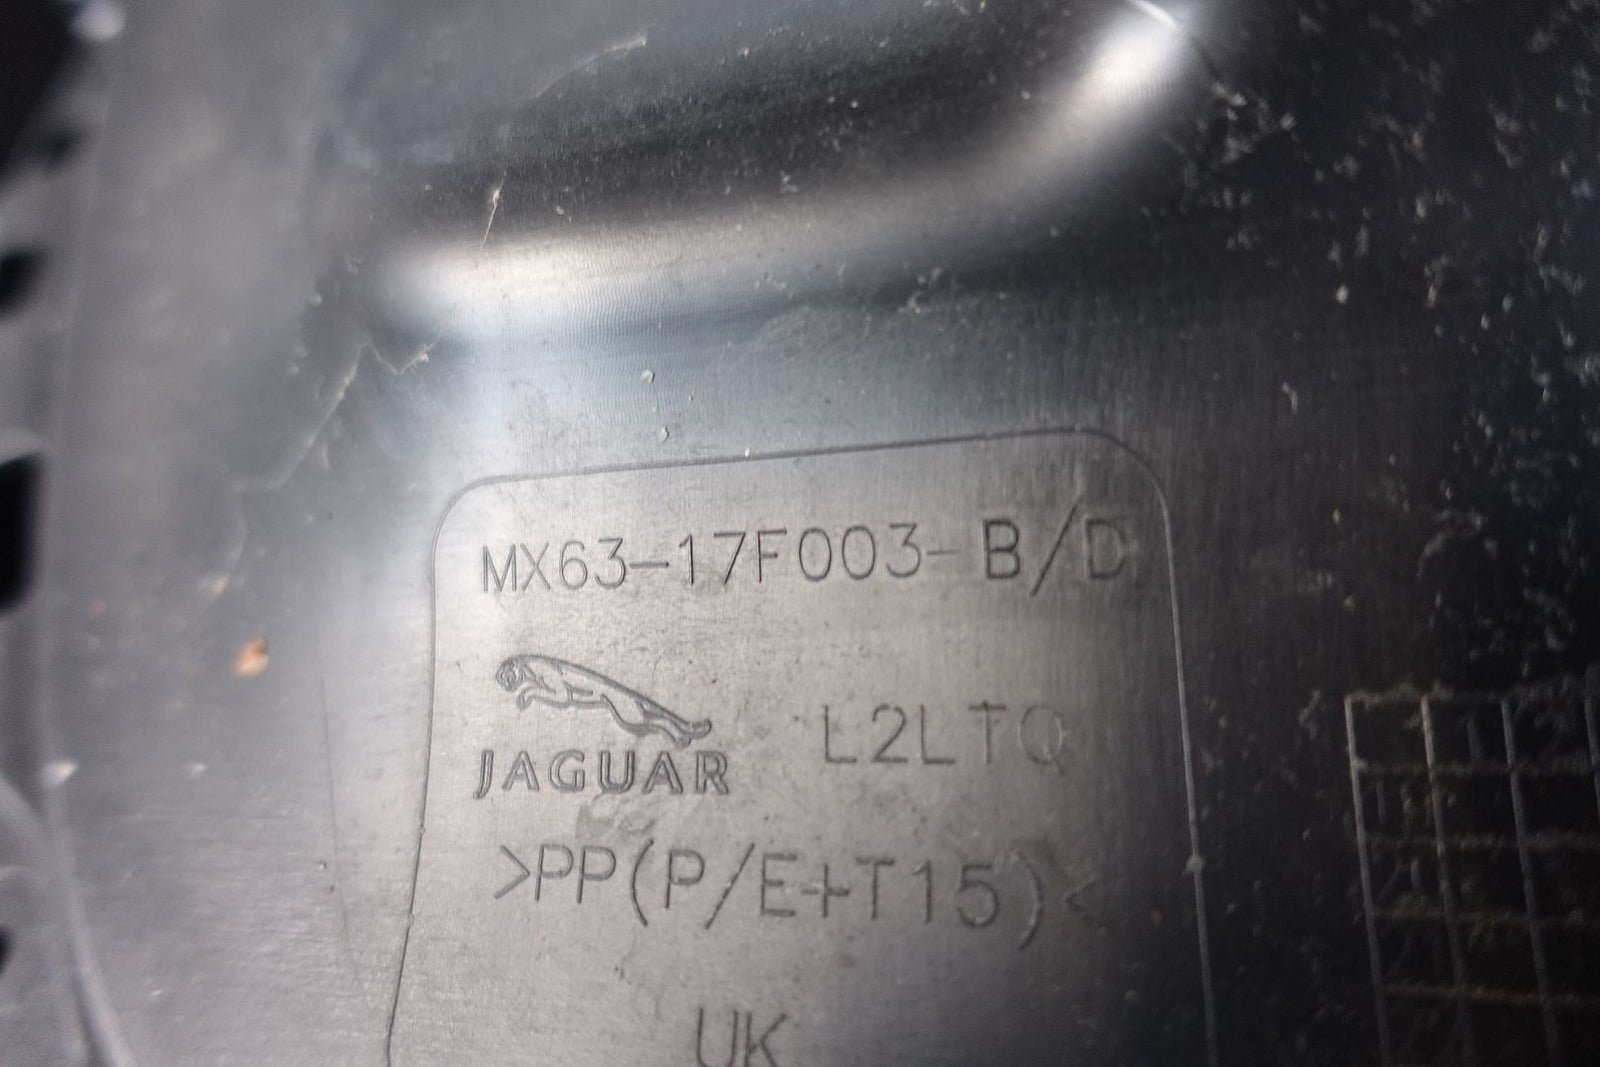 MX63-17F003-B/D
JAGUAR L2LTQ
>PP(P/E+T15)<
UK